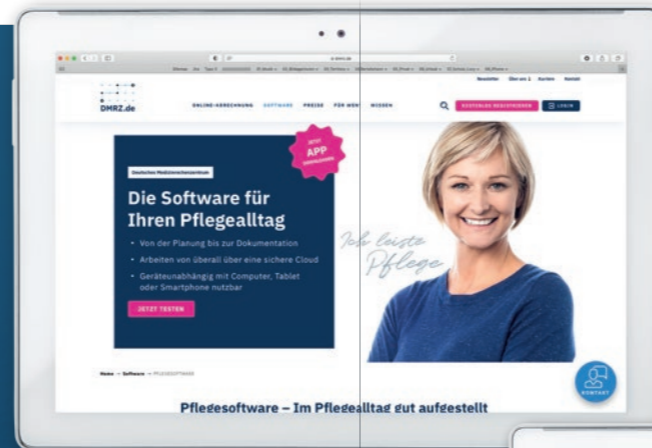 Newsletter Über uns Karriere Kontakt
DMRZ.de
ONLINE-ABRECHNUNG SOFTWARE PREISE FÜR WEN? WISSEN
KOSTENLOS REGISTRIEREN LOGIN
JETZT
APP
Deutsches Medizinrechenzentrum
Die Software für
Ihren Pflegealltag
• Von der Planung bis zur Dokumentation
• Arbeiten von überall über eine sichere Cloud
• Geräteunabhängig mit Computer, Tablet
oder Smartphone nutzbar
JETZT TESTEN
Ich leiste
Pflege
KONTAKT
Home → Software → PFLEGESOFTWARE
Pflegesoftware – Im Pflegealltag gut aufgestellt